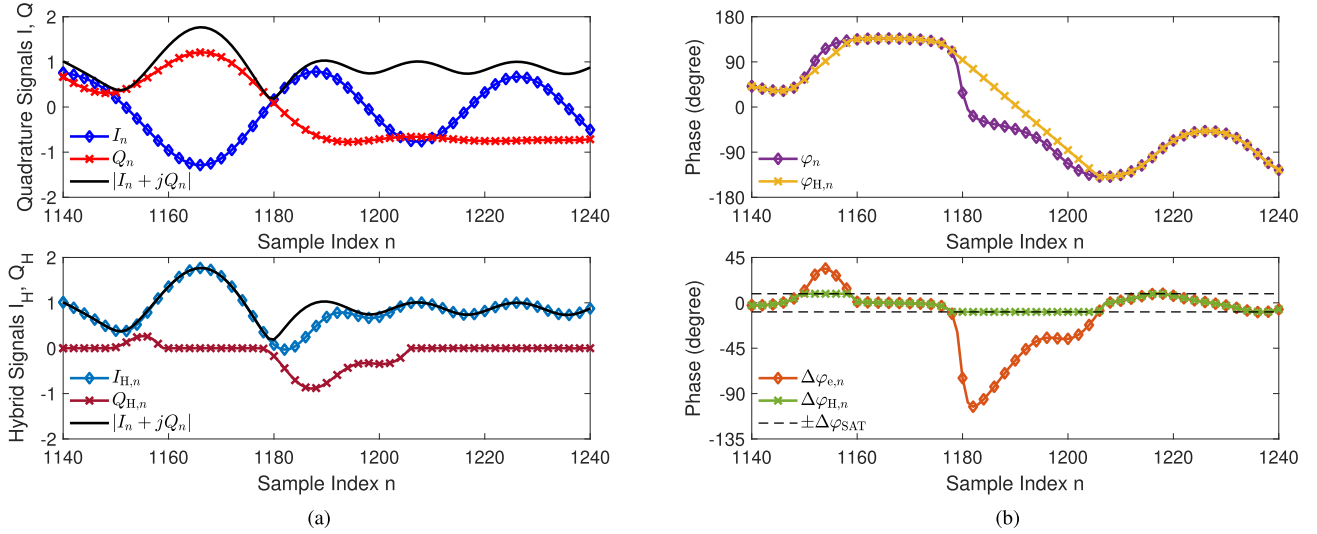 Quadrature Signals I, Q
2
1
0
-1
-2
I_n
Q_n
|I_n + jQ_n|
1140 1160 1180 1200 1220 1240
Sample Index n
Hybrid Signals I_H, Q_H
2
1
0
-1
-2
I_H,n
Q_H,n
|I_n + jQ_n|
1140 1160 1180 1200 1220 1240
Sample Index n
(a)
Phase (degree)
180
90
0
-90
-180
φ_n
φ_H,n
1140 1160 1180 1200 1220 1240
Sample Index n
Phase (degree)
45
0
-45
-90
-135
Δφ_e,n
Δφ_H,n
±Δφ_SAT
1140 1160 1180 1200 1220 1240
Sample Index n
(b)